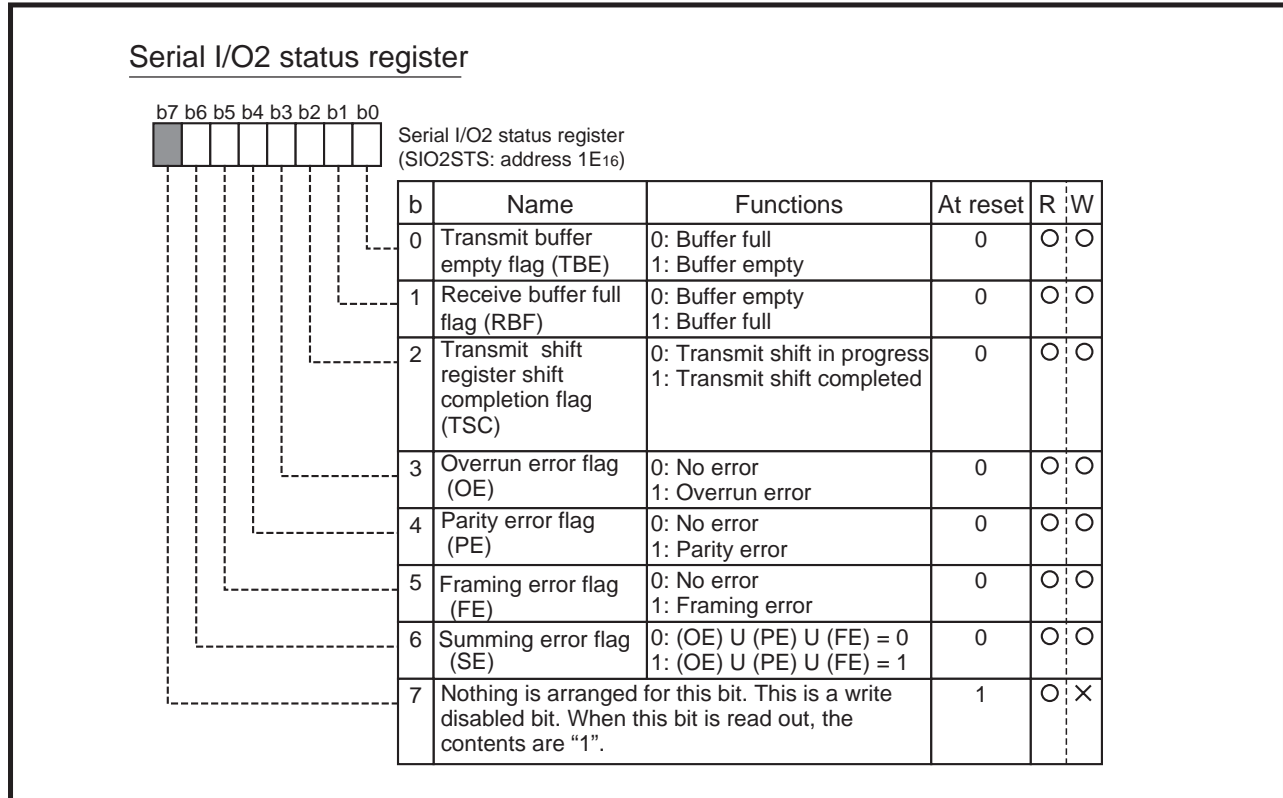 Serial I/O2 status register
b7 b6 b5 b4 b3 b2 b1 b0
Serial I/O2 status register
(SIO2STS: address 1E16)
b Name Functions At reset R W
0 Transmit buffer 0: Buffer full 0 O O
empty flag (TBE) 1: Buffer empty
1 Receive buffer full 0: Buffer empty 0 O O
flag (RBF) 1: Buffer full
2 Transmit shift 0: Transmit shift in progress 0 O O
register shift 1: Transmit shift completed
completion flag
(TSC)
3 Overrun error flag 0: No error 0 O O
(OE) 1: Overrun error
4 Parity error flag 0: No error 0 O O
(PE) 1: Parity error
5 Framing error flag 0: No error 0 O O
(FE) 1: Framing error
6 Summing error flag 0: (OE) U (PE) U (FE) = 0 0 O O
(SE) 1: (OE) U (PE) U (FE) = 1
7 Nothing is arranged for this bit. This is a write 1 O ×
disabled bit. When this bit is read out, the
contents are “1”.